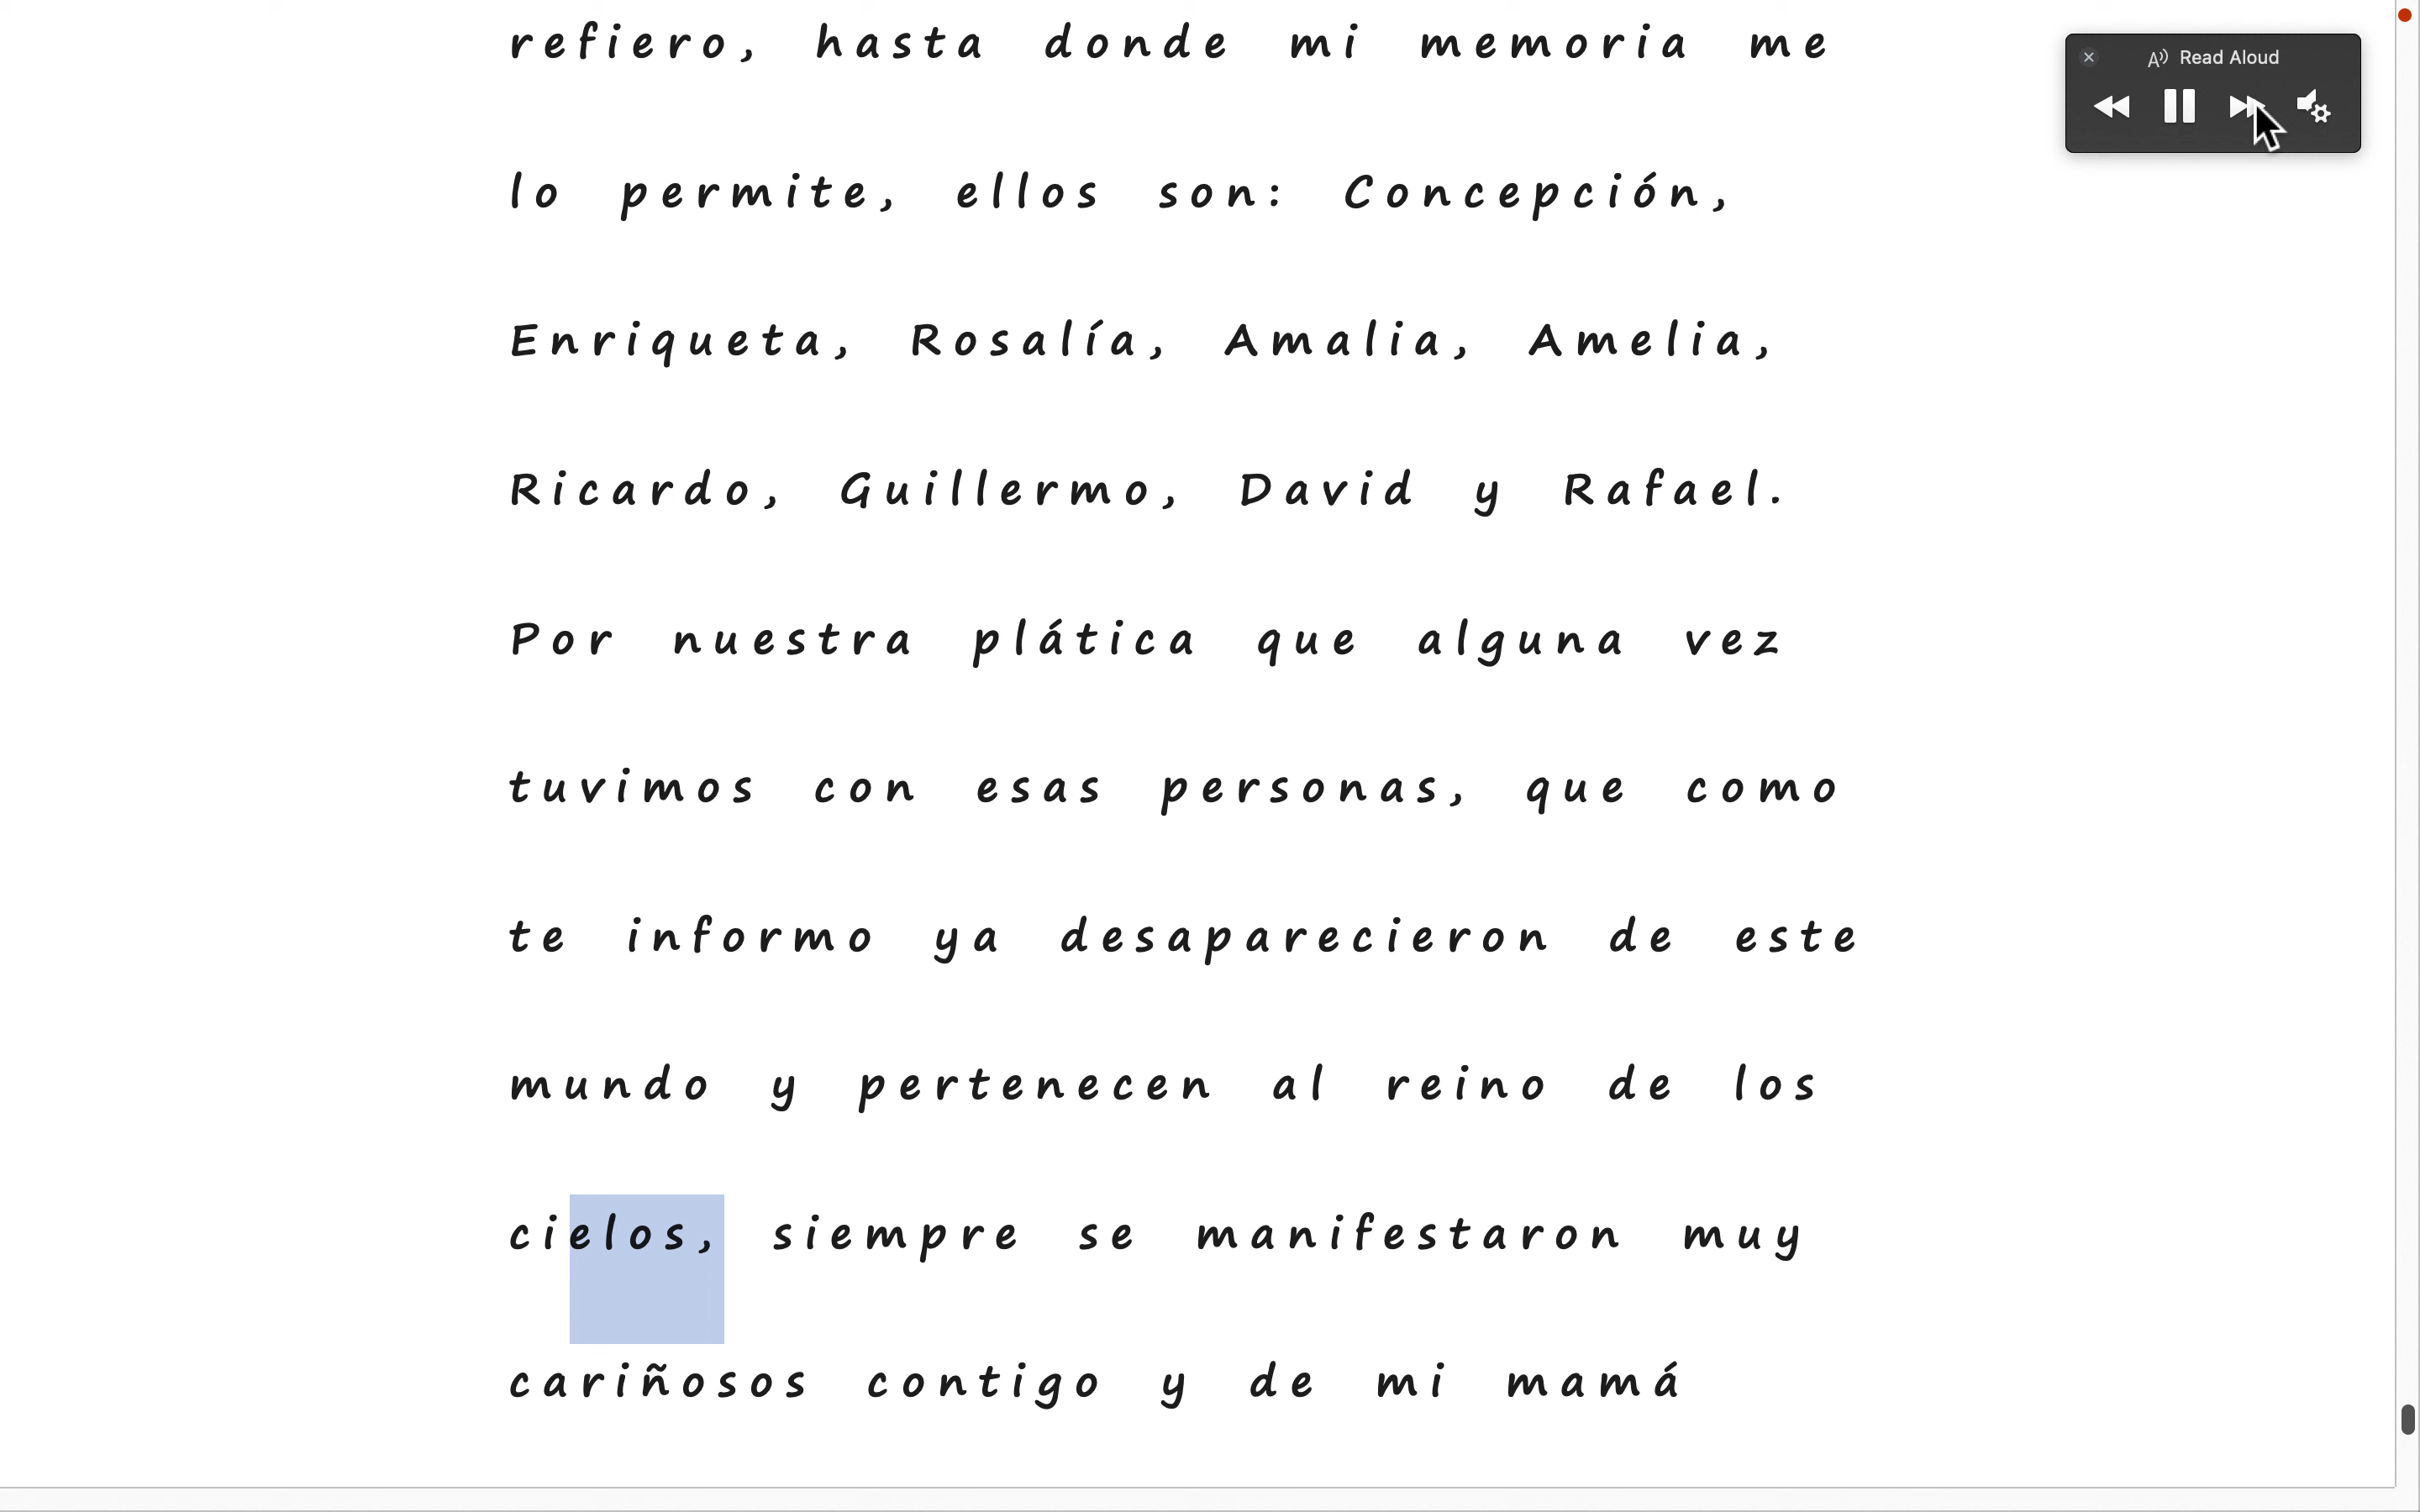 refiero, hasta donde mi memoria me
Read Aloud
lo permite, ellos son: Concepción,
Enriqueta, Rosalía, Amalia, Amelia,
Ricardo, Guillermo, David y Rafael.
Por nuestra plática que alguna vez
tuvimos con esas personas, que como
te informo ya desaparecieron de este
mundo y pertenecen al reino de los
cielos, siempre se manifestaron muy
cariñosos contigo y de mi mamá